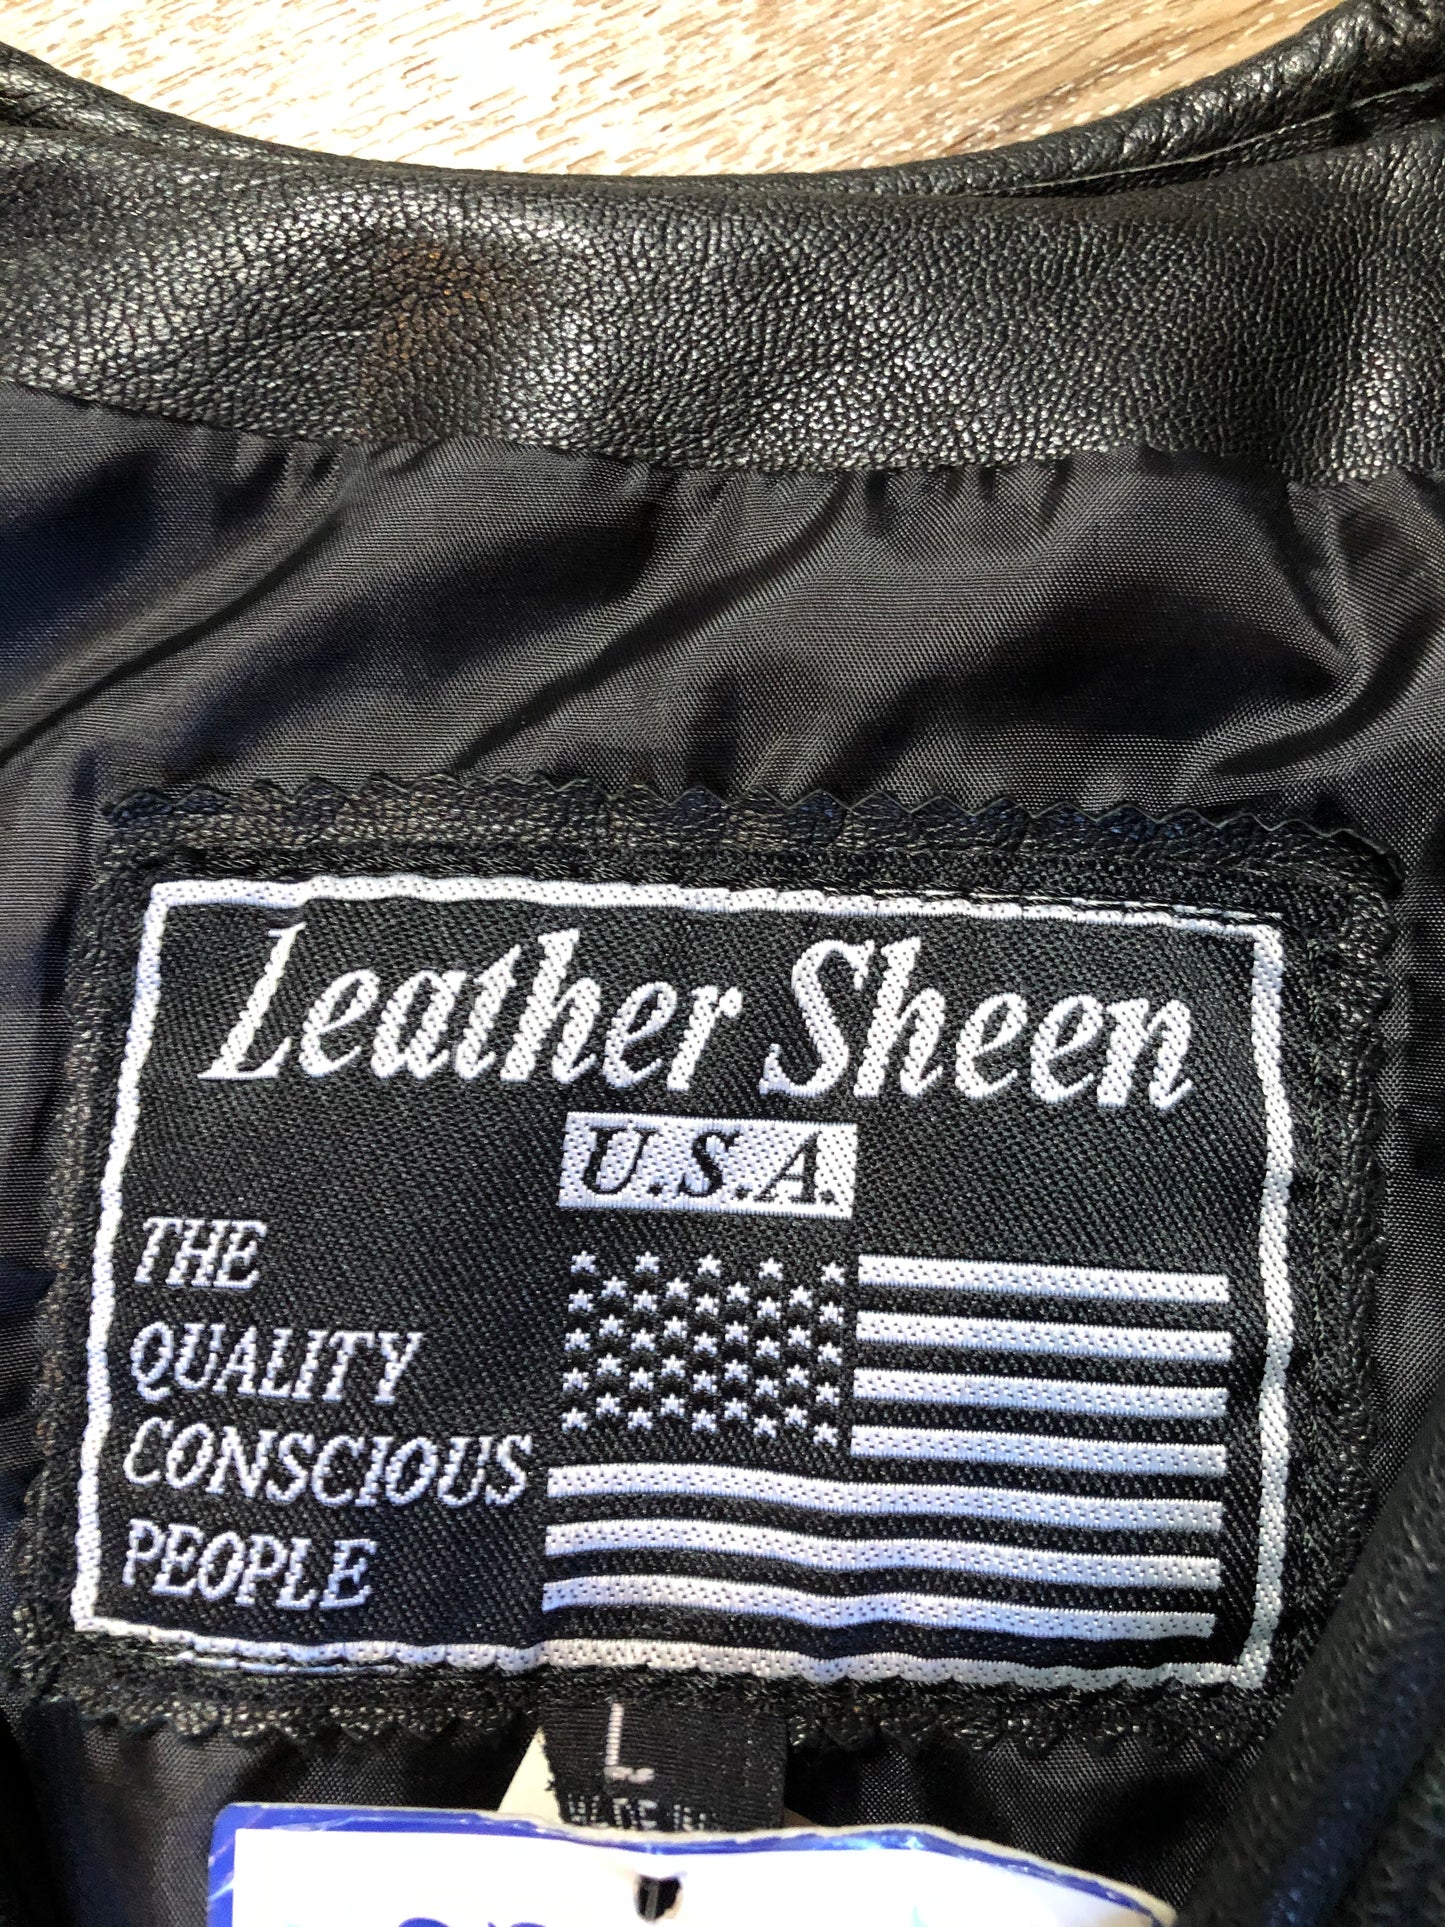 Leather Sheen
U.S.A.
THE
QUALITY
CONSCIOUS
PEOPLE
L